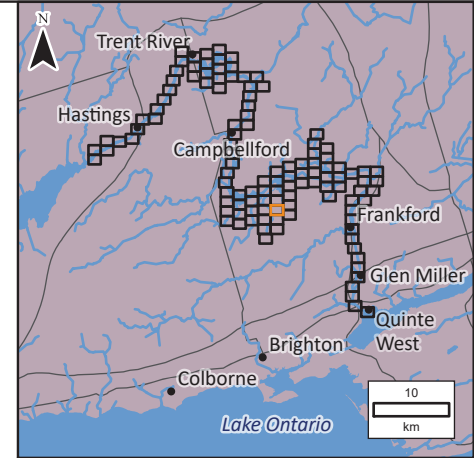 N
Trent River
Hastings
Campbellford
Frankford
Glen Miller
Quinte
West
Brighton
Colborne
Lake Ontario
10
km